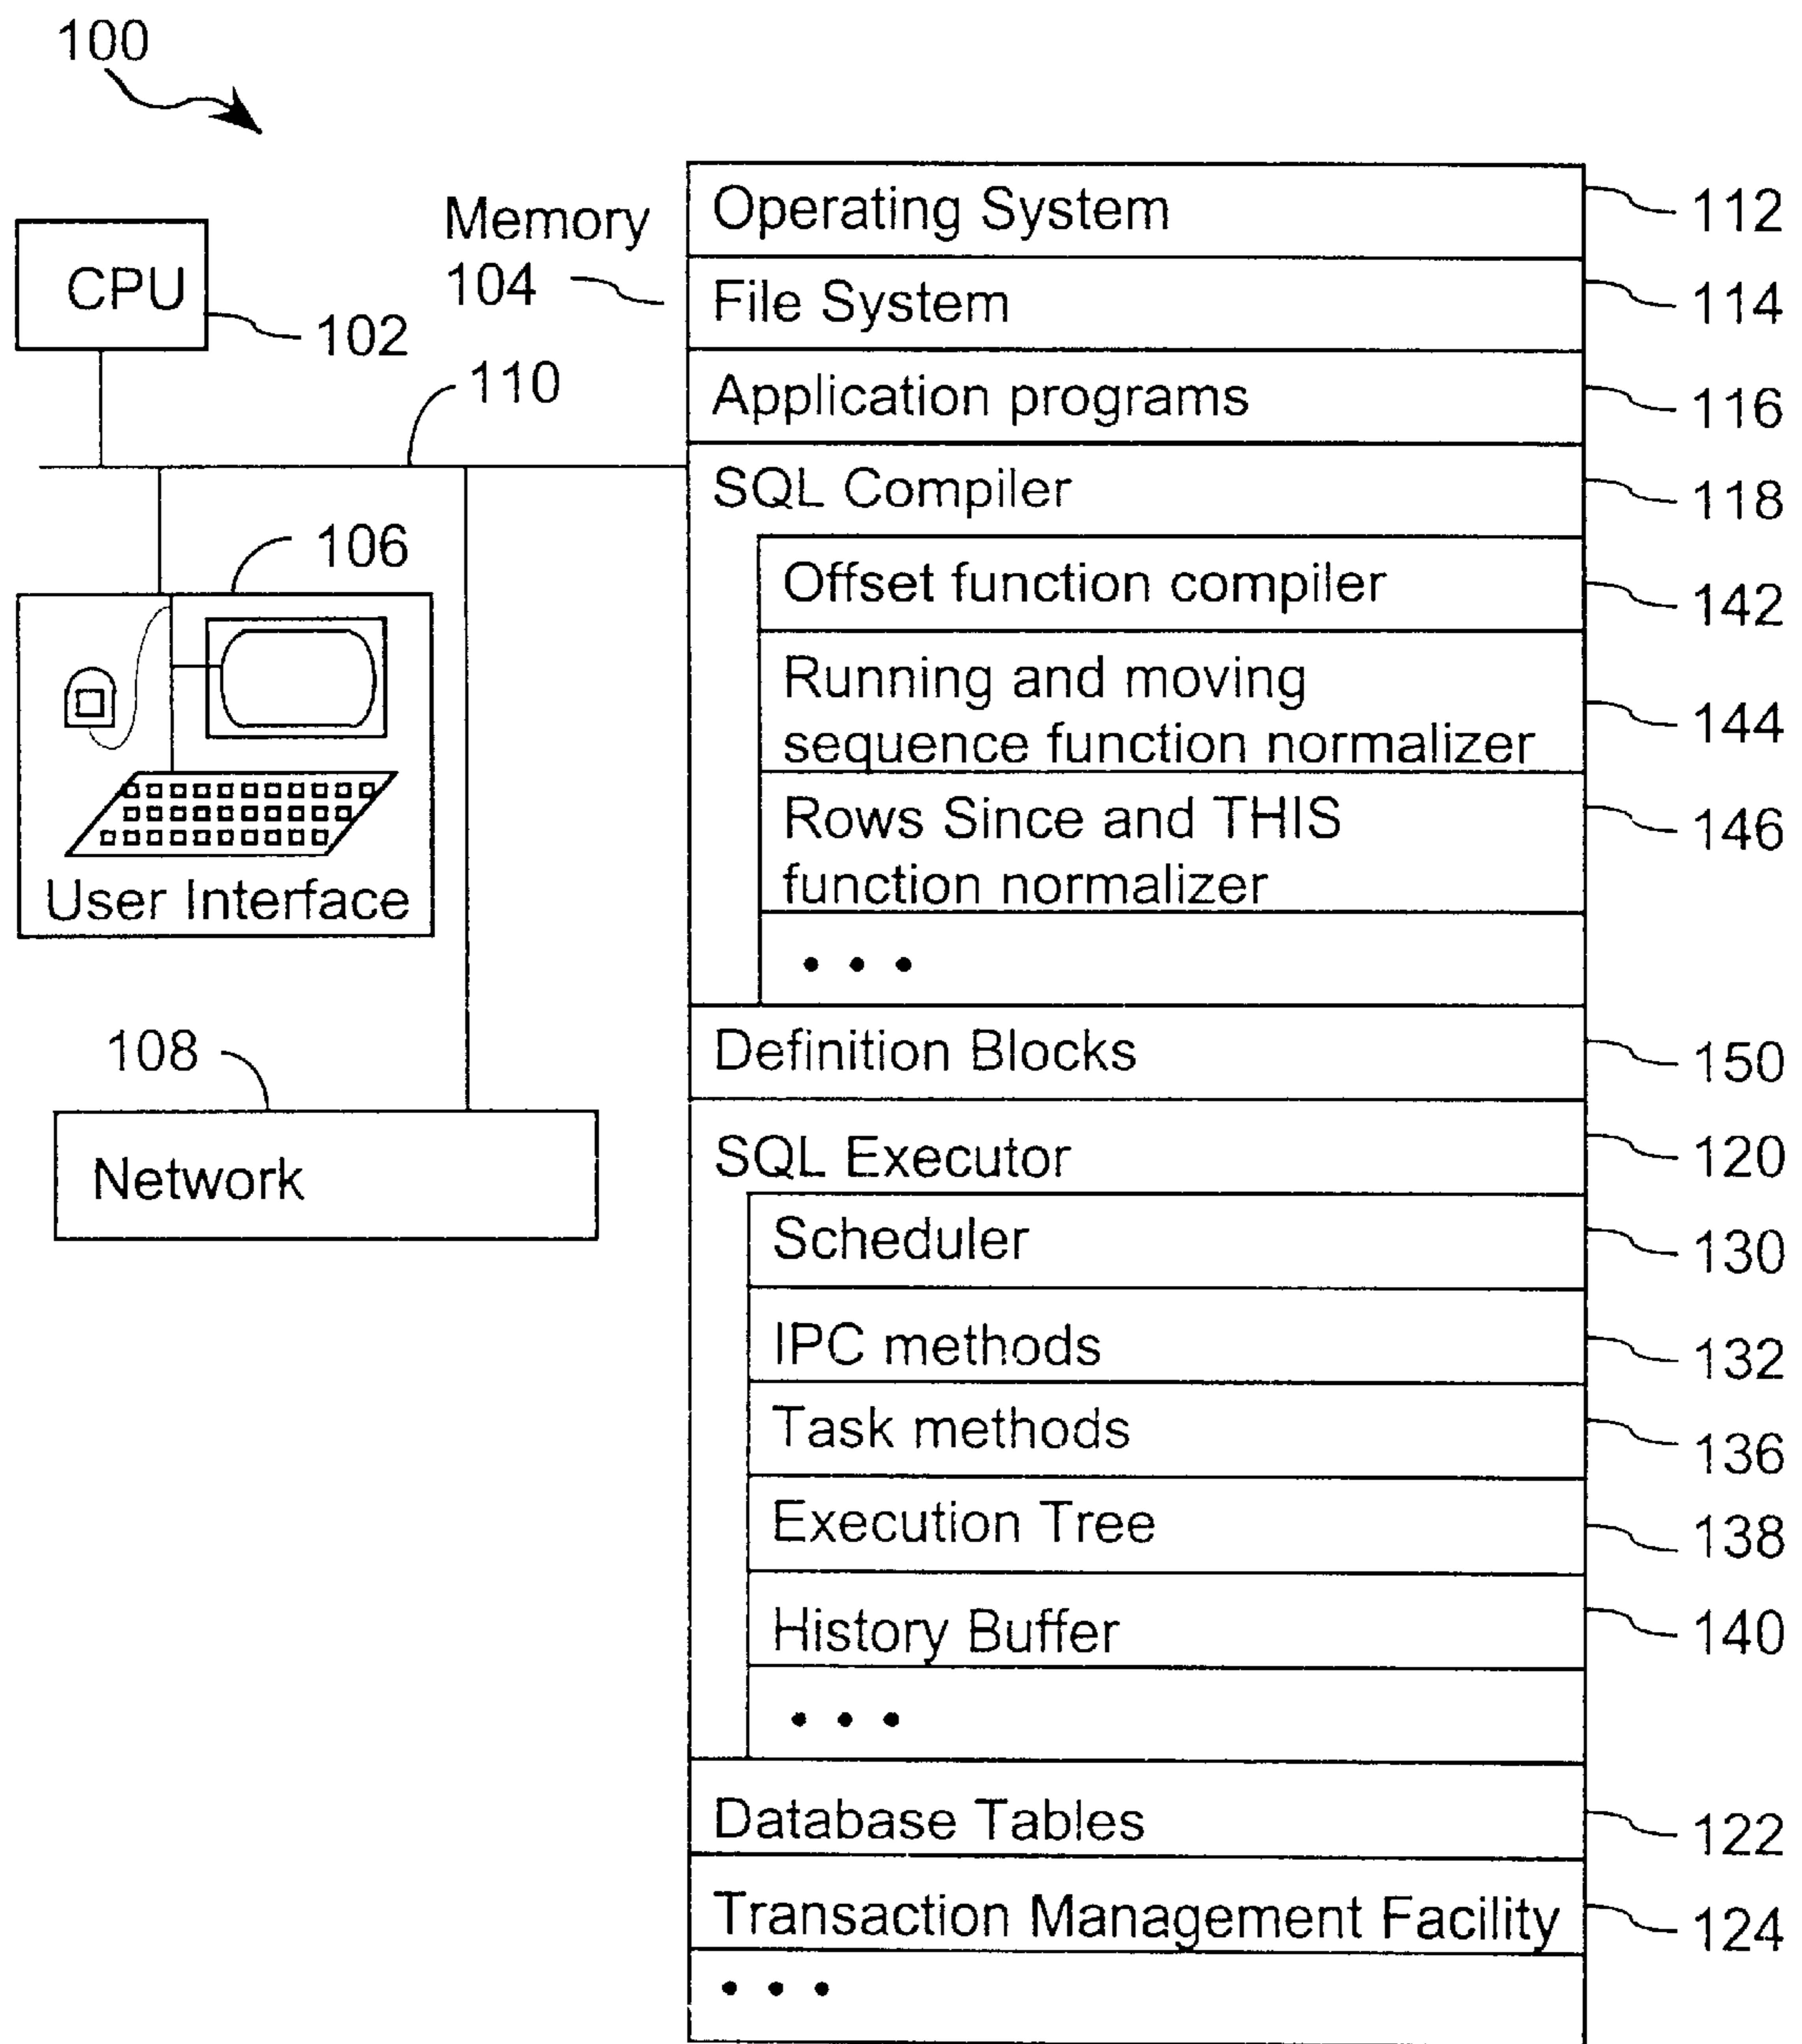 100
CPU
102
Memory
104
110
106
User Interface
108
Network
Operating System
112
File System
114
Application programs
116
SQL Compiler
118
Offset function compiler
142
Running and moving
sequence function normalizer
144
Rows Since and THIS
function normalizer
146
• • •
Definition Blocks
150
SQL Executor
120
Scheduler
130
IPC methods
132
Task methods
136
Execution Tree
138
History Buffer
140
• • •
Database Tables
122
Transaction Management Facility
124
• • •